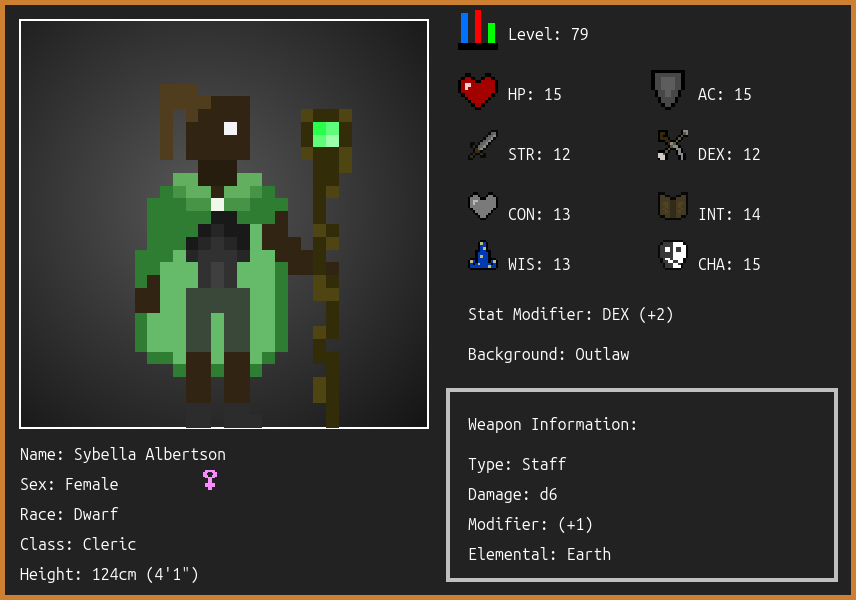 Level: 79
HP: 15
AC: 15
STR: 12
DEX: 12
CON: 13
INT: 14
WIS: 13
CHA: 15
Stat Modifier: DEX (+2)
Background: Outlaw
Weapon Information:
Type: Staff
Damage: d6
Modifier: (+1)
Elemental: Earth
Name: Sybella Albertson
Sex: Female
Race: Dwarf
Class: Cleric
Height: 124cm (4'1")